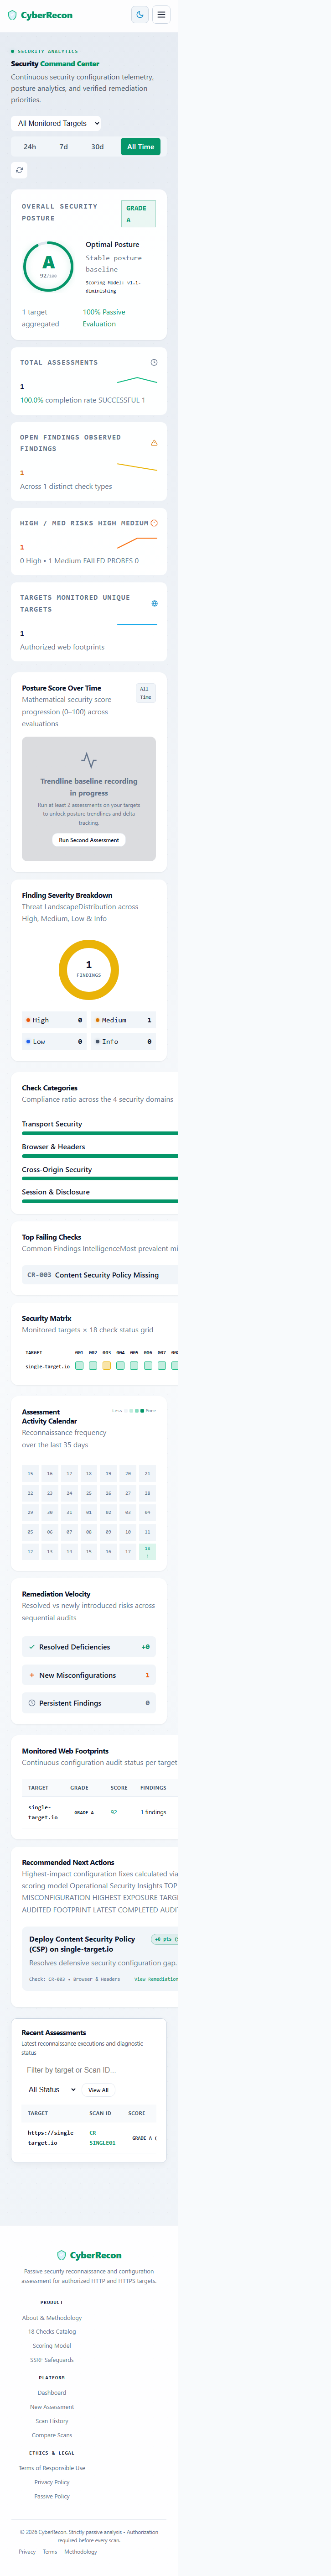 CyberRecon
SECURITY ANALYTICS
Security Command Center
Continuous security configuration telemetry,
posture analytics, and verified remediation
priorities.
All Monitored Targets
24h 7d 30d All Time
OVERALL SECURITY
POSTURE
GRADE
A
A
92/100
Optimal Posture
Stable posture
baseline
Scoring Model: v1.1-
diminishing
1 target
aggregated
100% Passive
Evaluation
TOTAL ASSESSMENTS
1
100.0% completion rate SUCCESSFUL 1
OPEN FINDINGS OBSERVED
FINDINGS
1
Across 1 distinct check types
HIGH / MED RISKS HIGH MEDIUM
1
0 High • 1 Medium FAILED PROBES 0
TARGETS MONITORED UNIQUE
TARGETS
1
Authorized web footprints
Posture Score Over Time
All
Time
Mathematical security score
progression (0–100) across
evaluations
Trendline baseline recording
in progress
Run at least 2 assessments on your targets
to unlock posture trendlines and delta
tracking.
Run Second Assessment
Finding Severity Breakdown
Threat LandscapeDistribution across
High, Medium, Low & Info
1
FINDINGS
High 0 Medium 1
Low 0 Info 0
Check Categories
Compliance ratio across the 4 security domains
Transport Security
Browser & Headers
Cross-Origin Security
Session & Disclosure
Top Failing Checks
Common Findings IntelligenceMost prevalent mi
CR-003 Content Security Policy Missing
Security Matrix
Monitored targets × 18 check status grid
TARGET 001 002 003 004 005 006 007 008
single-target.io
Assessment
Activity Calendar
Less More
Reconnaissance frequency
over the last 35 days
15 16 17 18 19 20 21
22 23 24 25 26 27 28
29 30 31 01 02 03 04
05 06 07 08 09 10 11
12 13 14 15 16 17 18
Remediation Velocity
Resolved vs newly introduced risks across
sequential audits
Resolved Deficiencies +0
New Misconfigurations 1
Persistent Findings 0
Monitored Web Footprints
Continuous configuration audit status per target
TARGET GRADE SCORE FINDINGS
single-
target.io
GRADE A 92 1 findings
Recommended Next Actions
Highest-impact configuration fixes calculated via
scoring model Operational Security Insights TOP
MISCONFIGURATION HIGHEST EXPOSURE TARG
AUDITED FOOTPRINT LATEST COMPLETED AUDIT
Deploy Content Security Policy
(CSP) on single-target.io
+8 pts
Resolves defensive security configuration gap.
Check: CR-003 • Browser & Headers View Remediation
Recent Assessments
Latest reconnaissance executions and diagnostic
status
Filter by target or Scan ID...
All Status View All
TARGET SCAN ID SCORE
https://single-
target.io
CR-
SINGLE01
GRADE A (
CyberRecon
Passive security reconnaissance and configuration
assessment for authorized HTTP and HTTPS targets.
PRODUCT
About & Methodology
18 Checks Catalog
Scoring Model
SSRF Safeguards
PLATFORM
Dashboard
New Assessment
Scan History
Compare Scans
ETHICS & LEGAL
Terms of Responsible Use
Privacy Policy
Passive Policy
© 2026 CyberRecon. Strictly passive analysis • Authorization
required before every scan.
Privacy Terms Methodology